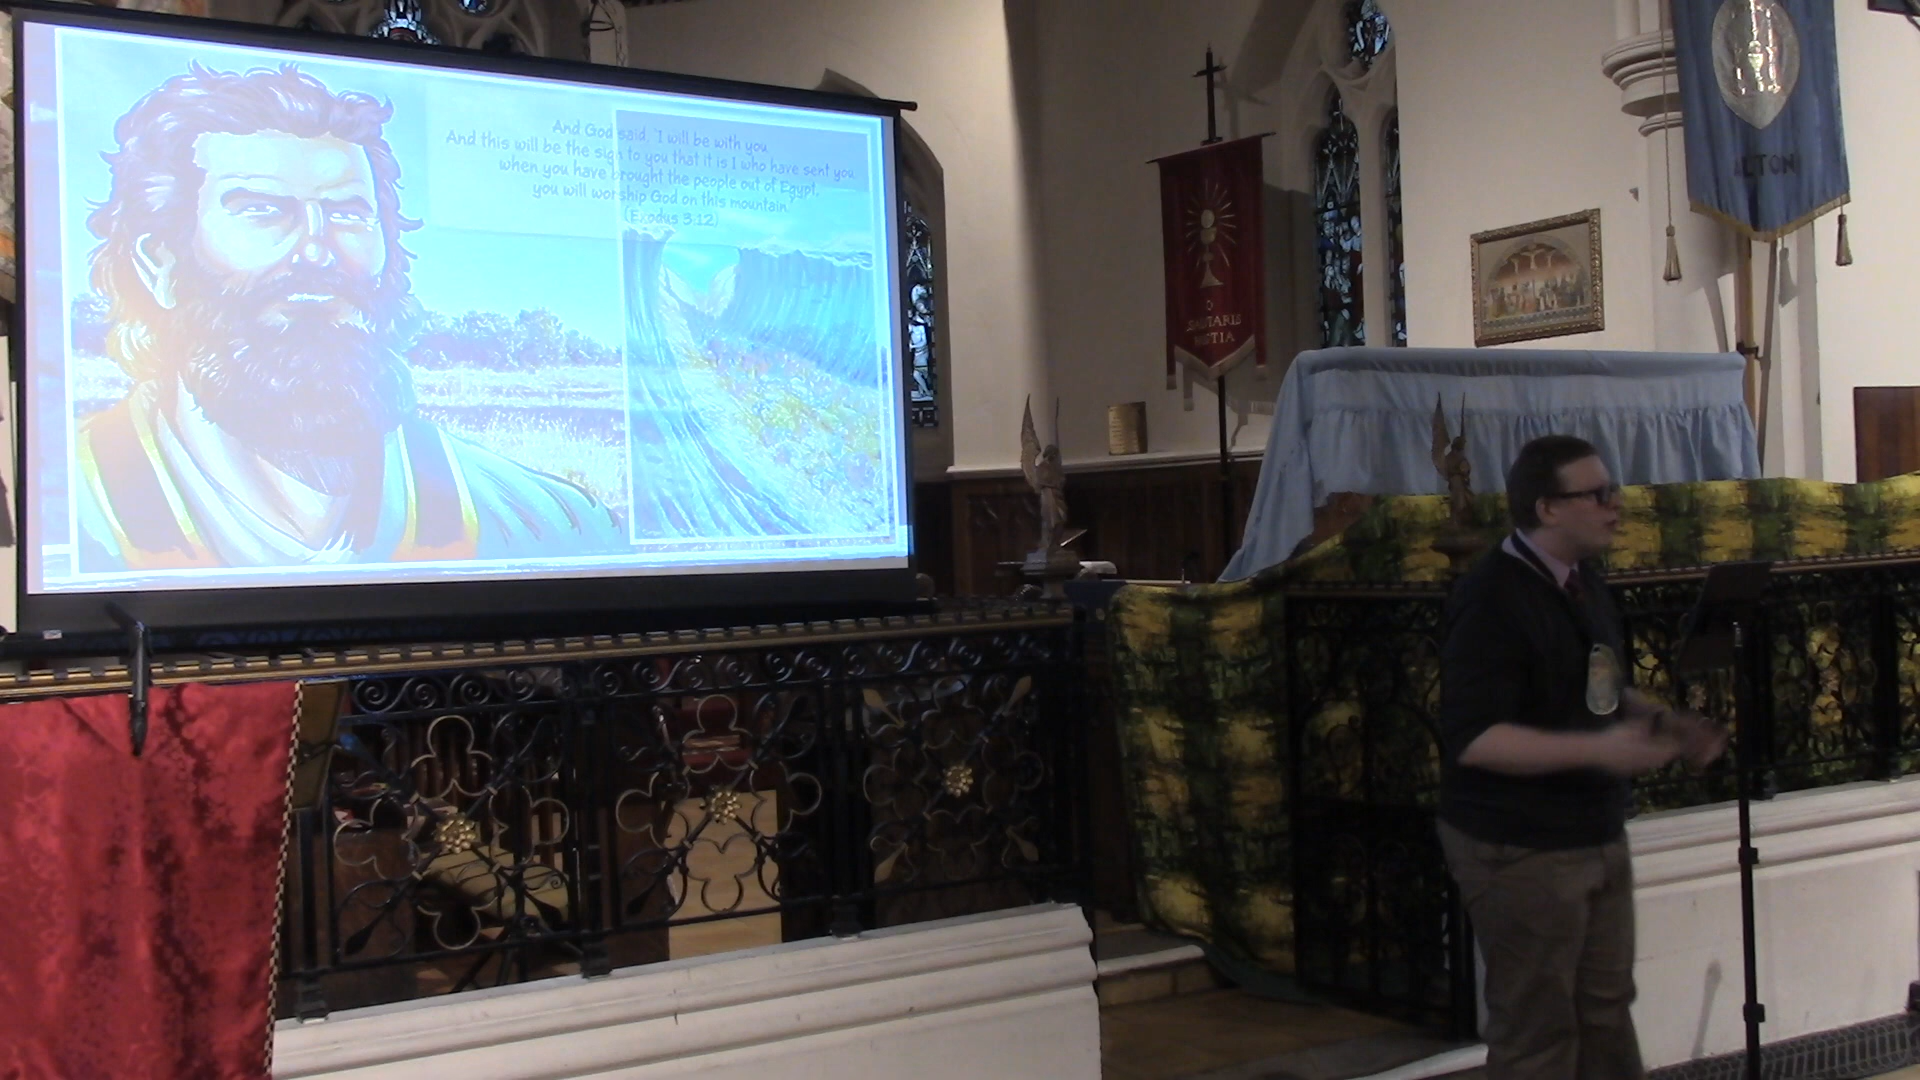 And God said, "I will be with you
And this will be the sign to you that it is I who have sent you.
when you have brought the people out of Egypt,
you will worship God on this mountain."
(Exodus 3.12)
O
SALUTARIS
HOSTIA
ALTON